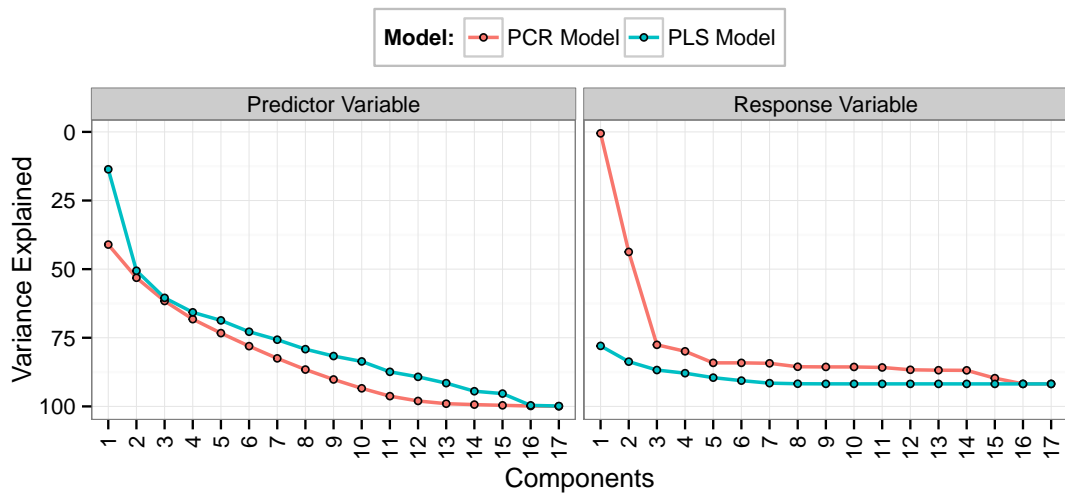 Model: PCR Model PLS Model
Predictor Variable
Response Variable
Variance Explained
0
25
50
75
100
1 2 3 4 5 6 7 8 9 10 11 12 13 14 15 16 17
1 2 3 4 5 6 7 8 9 10 11 12 13 14 15 16 17
Components